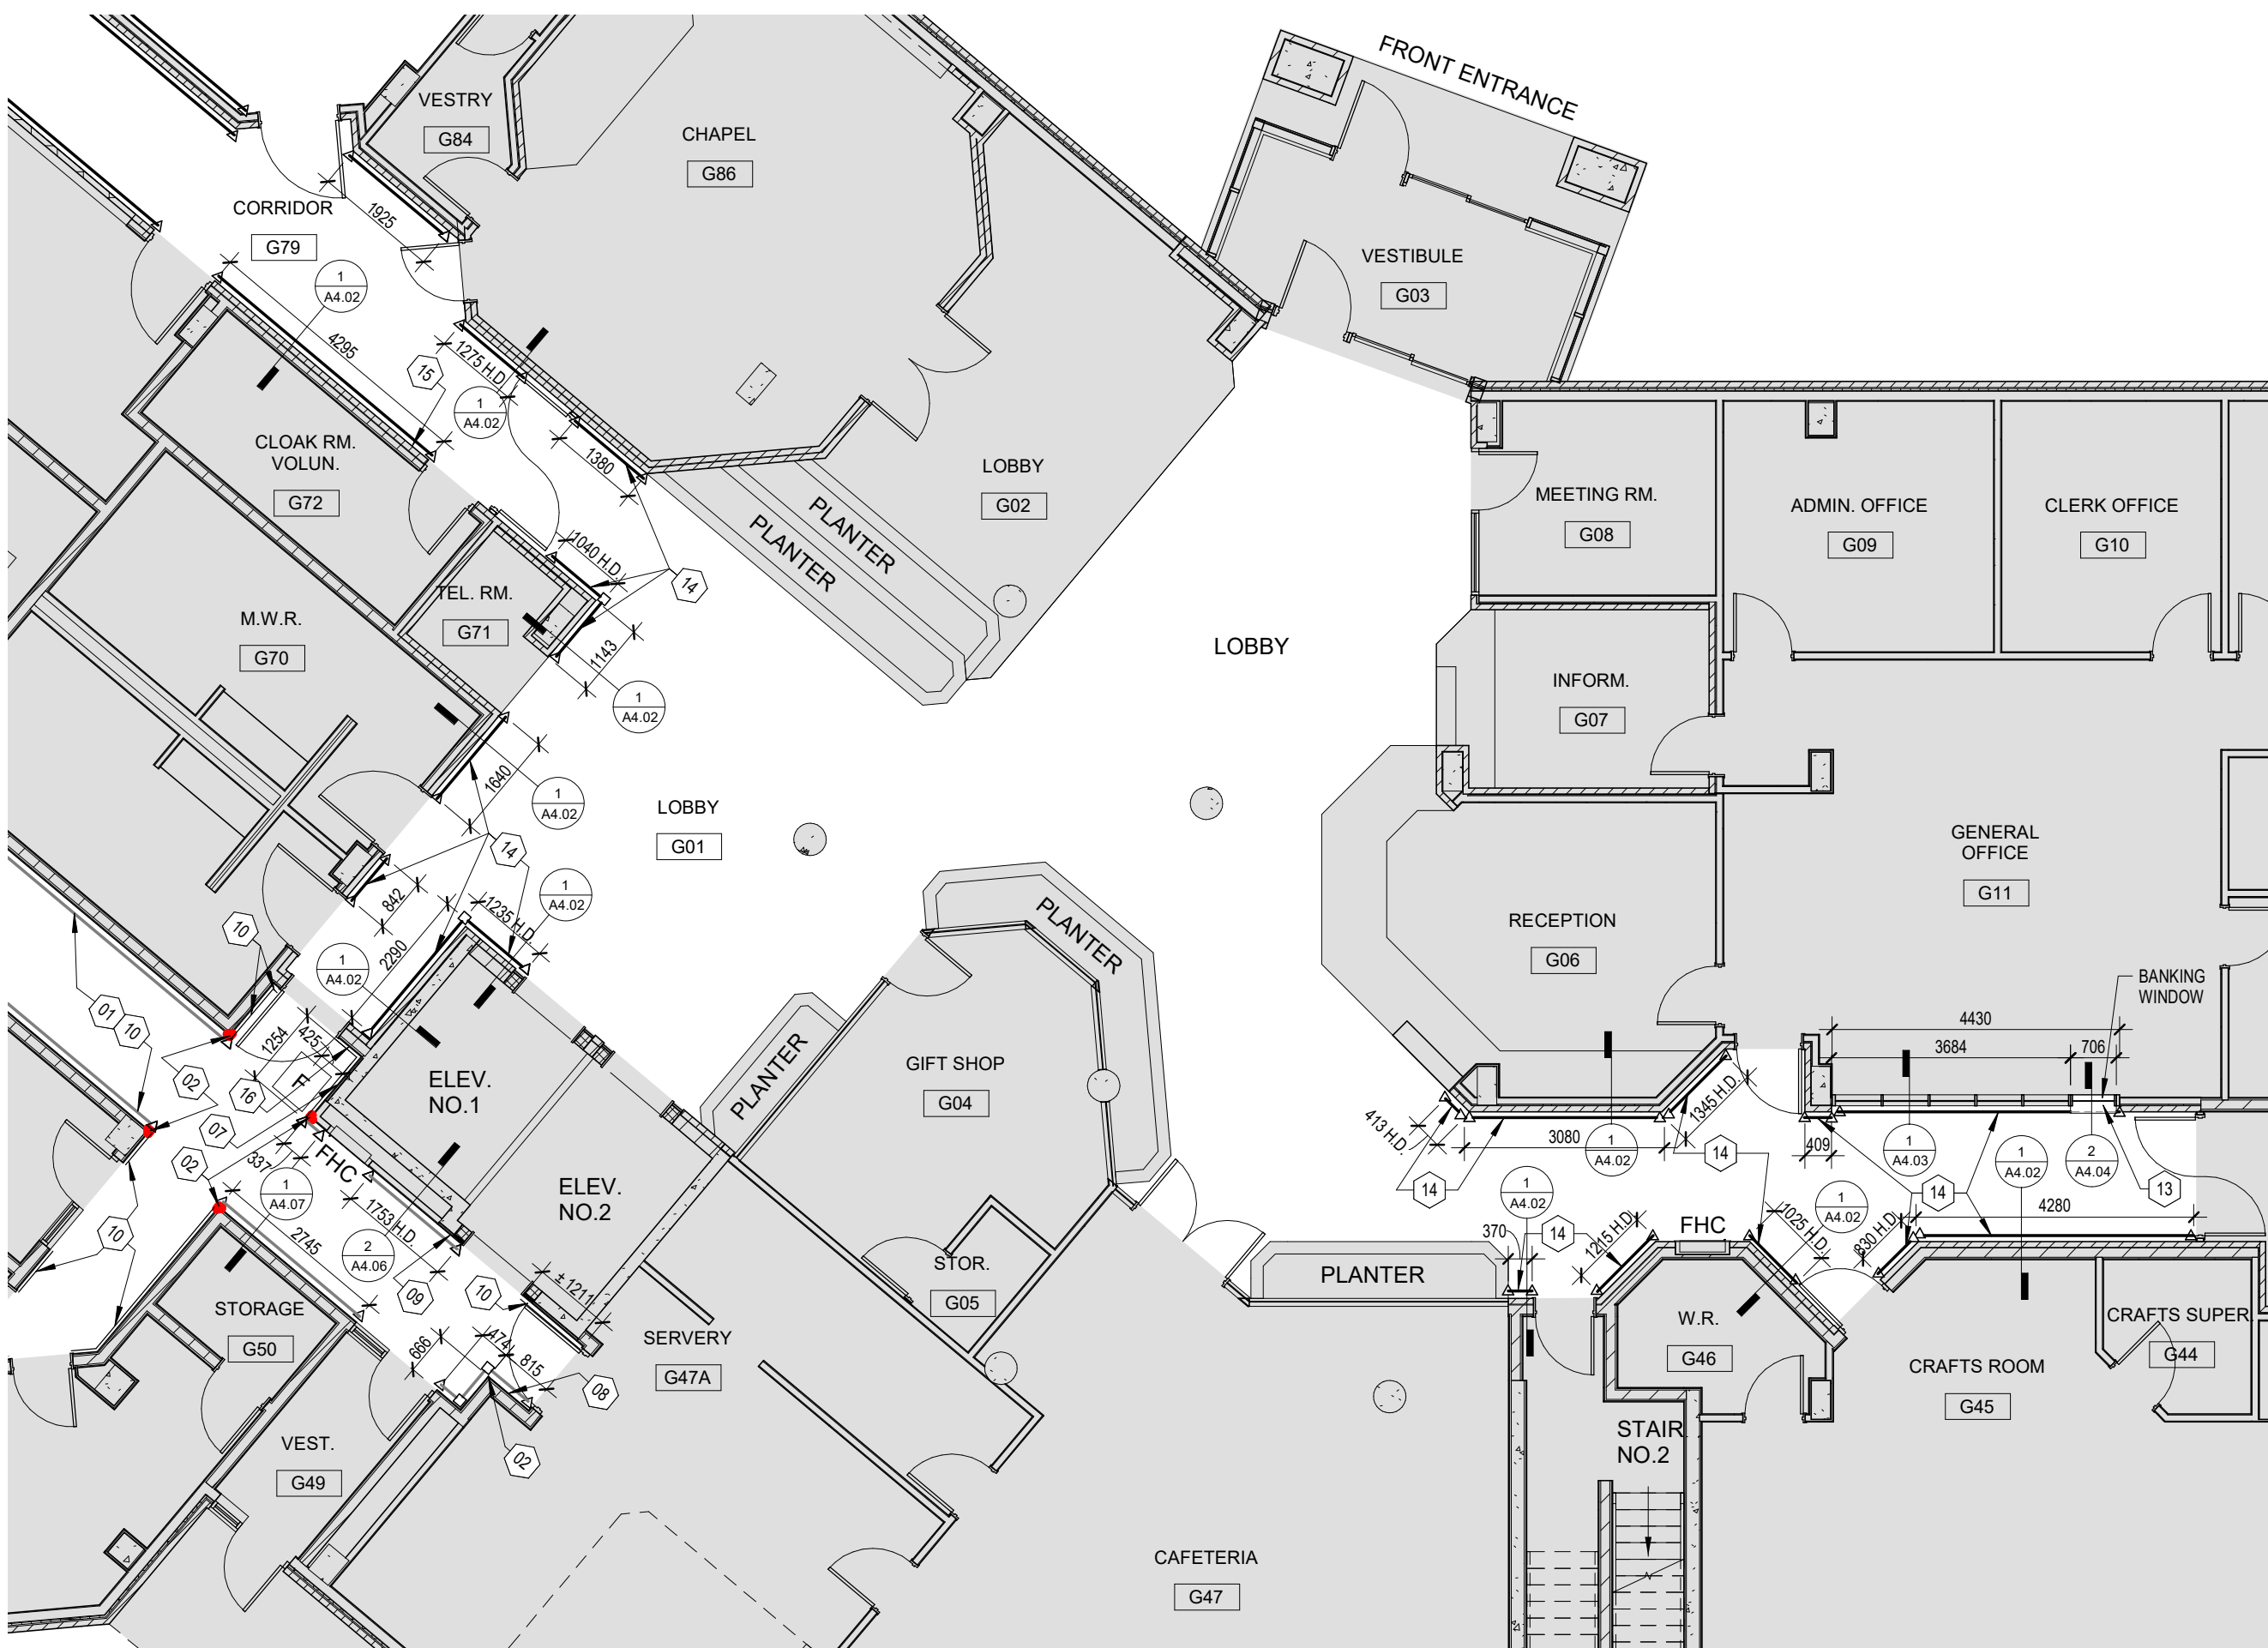 FRONT ENTRANCE
VESTRY
G84
CHAPEL
G86
CORRIDOR
G79
1925
1
A4.02
4295
15
1275 H.D.
1
A4.02
1380
VESTIBULE
G03
CLOAK RM.
VOLUN.
G72
LOBBY
G02
PLANTER
PLANTER
MEETING RM.
G08
ADMIN. OFFICE
G09
CLERK OFFICE
G10
1040 H.D.
14
TEL. RM.
G71
1143
1
A4.02
M.W.R.
G70
LOBBY
INFORM.
G07
1640
1
A4.02
LOBBY
G01
14
842
1235 H.D.
1
A4.02
GENERAL
OFFICE
G11
PLANTER
RECEPTION
G06
10
2290
1
A4.02
BANKING
WINDOW
01
10
1254
425
F
16
02
07
ELEV.
NO.1
PLANTER
GIFT SHOP
G04
4430
3684
706
413 H.D.
3080
1345 H.D.
1
A4.02
14
14
409
1
A4.03
1
A4.02
2
A4.04
14
13
02
337
FHC
1
A4.07
1753 H.D.
2
A4.06
09
10
2745
ELEV.
NO.2
±1211
10
STOR.
G05
370
1
A4.02
14
1215 H.D.
FHC
1025 H.D.
1
A4.02
830 H.D.
4280
PLANTER
STORAGE
G50
666
474
815
08
02
SERVERY
G47A
W.R.
G46
CRAFTS SUPER.
G44
CRAFTS ROOM
G45
VEST.
G49
STAIR
NO.2
CAFETERIA
G47